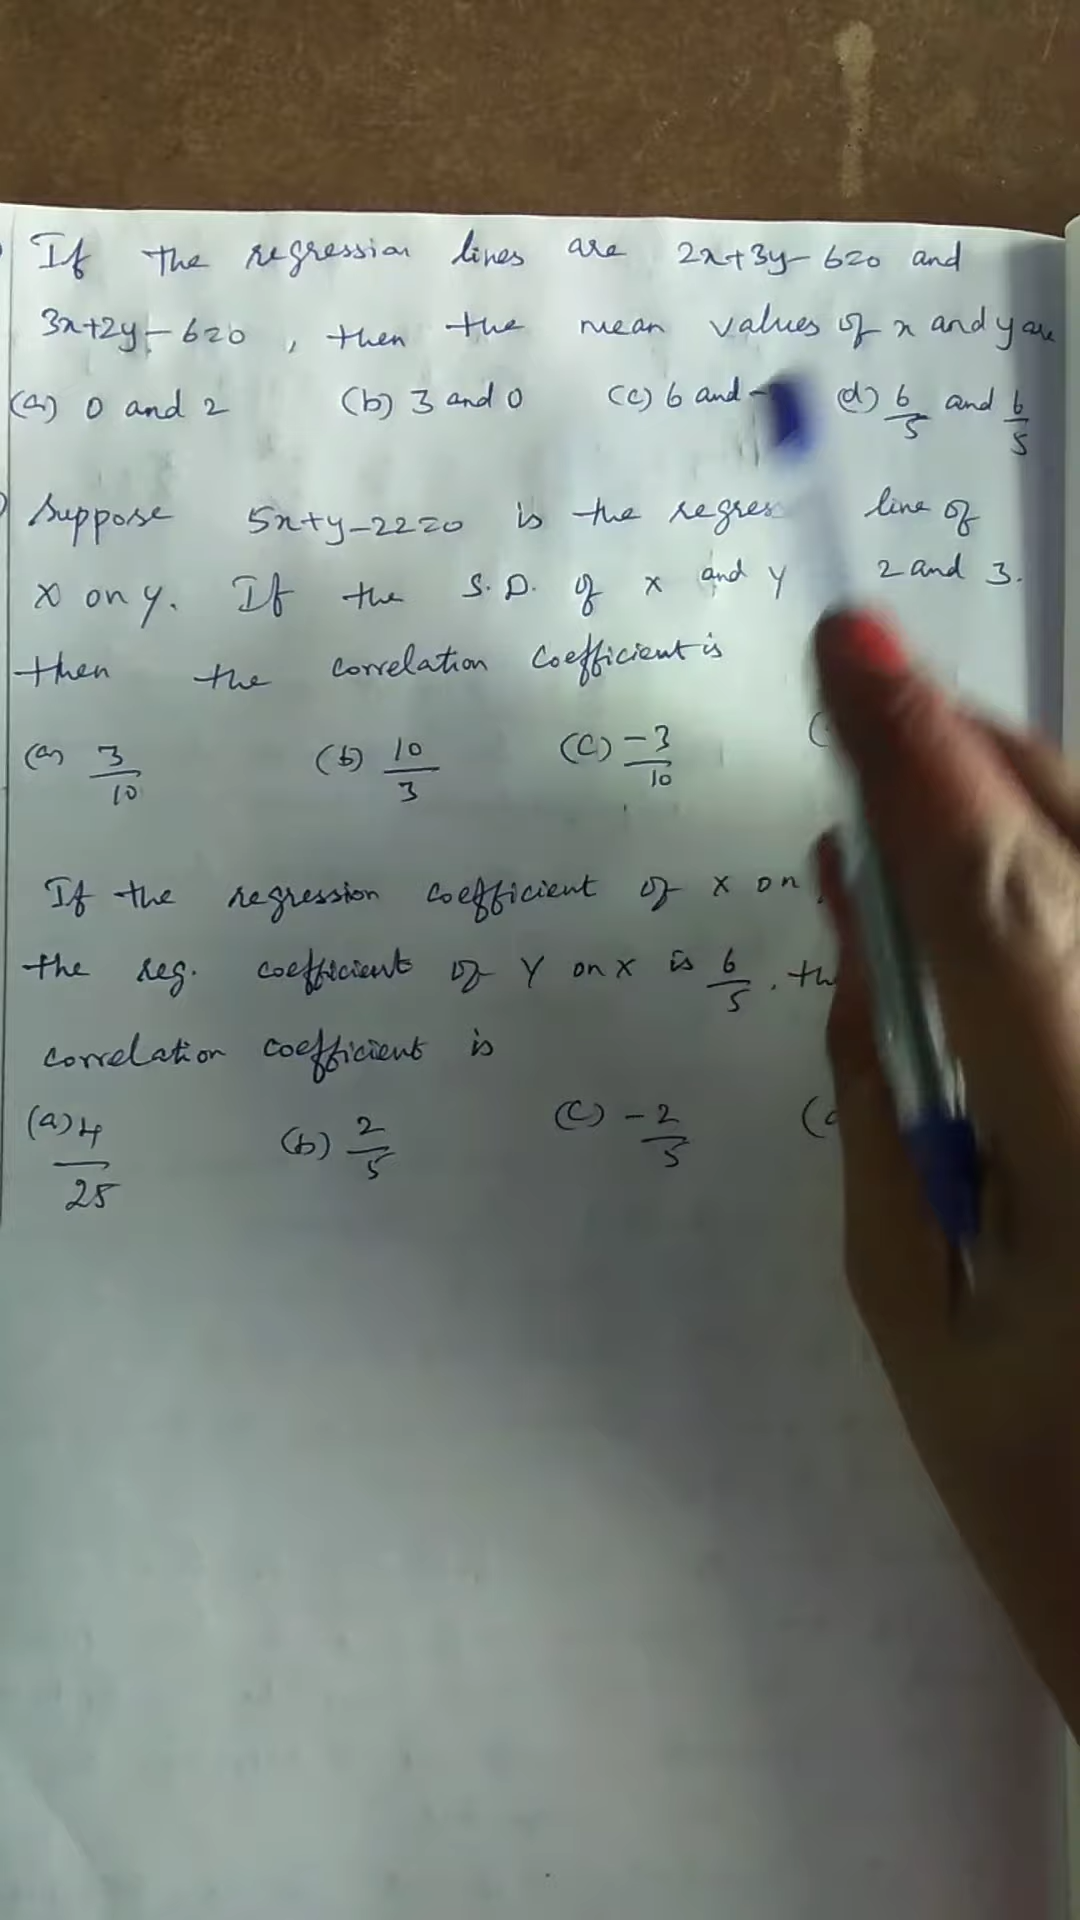 If the regression lines are 2x+3y-6=0 and
3x+2y-6=0, then the mean values of x and y are
(a) 0 and 2 (b) 3 and 0 (c) 6 and - (d) 6/5 and 6/5
Suppose 5x+y-22=0 is the regres line of
x on y. If the S.D. of x and y 2 and 3.
then the correlation coefficient is
(a) 3/10 (b) 10/3 (c) -3/10
If the regression coefficient of x on
the reg. coefficient of y on x is 6/5, th
correlation coefficient is
(a) 4/25 (b) 2/5 (c) -2/5